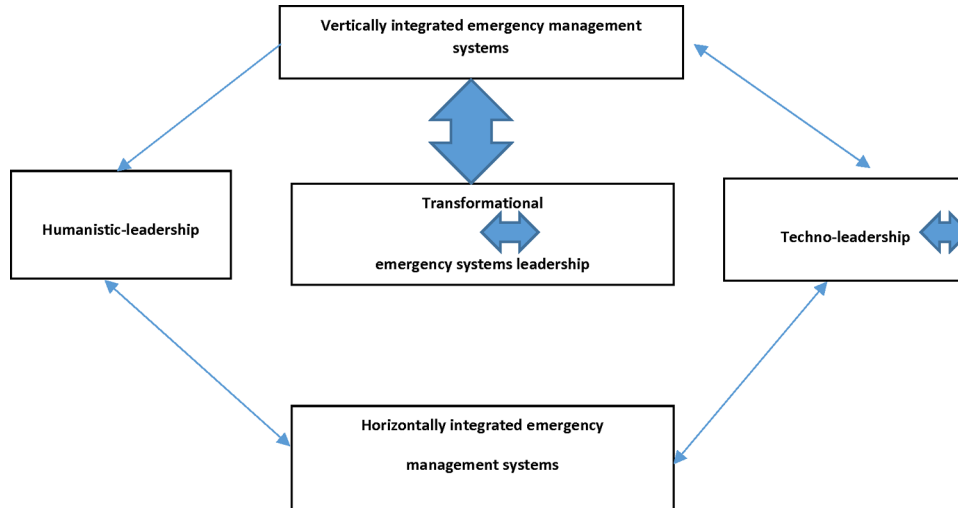 Vertically integrated emergency management
systems
Humanistic-leadership
Transformational
emergency systems leadership
Techno-leadership
Horizontally integrated emergency
management systems